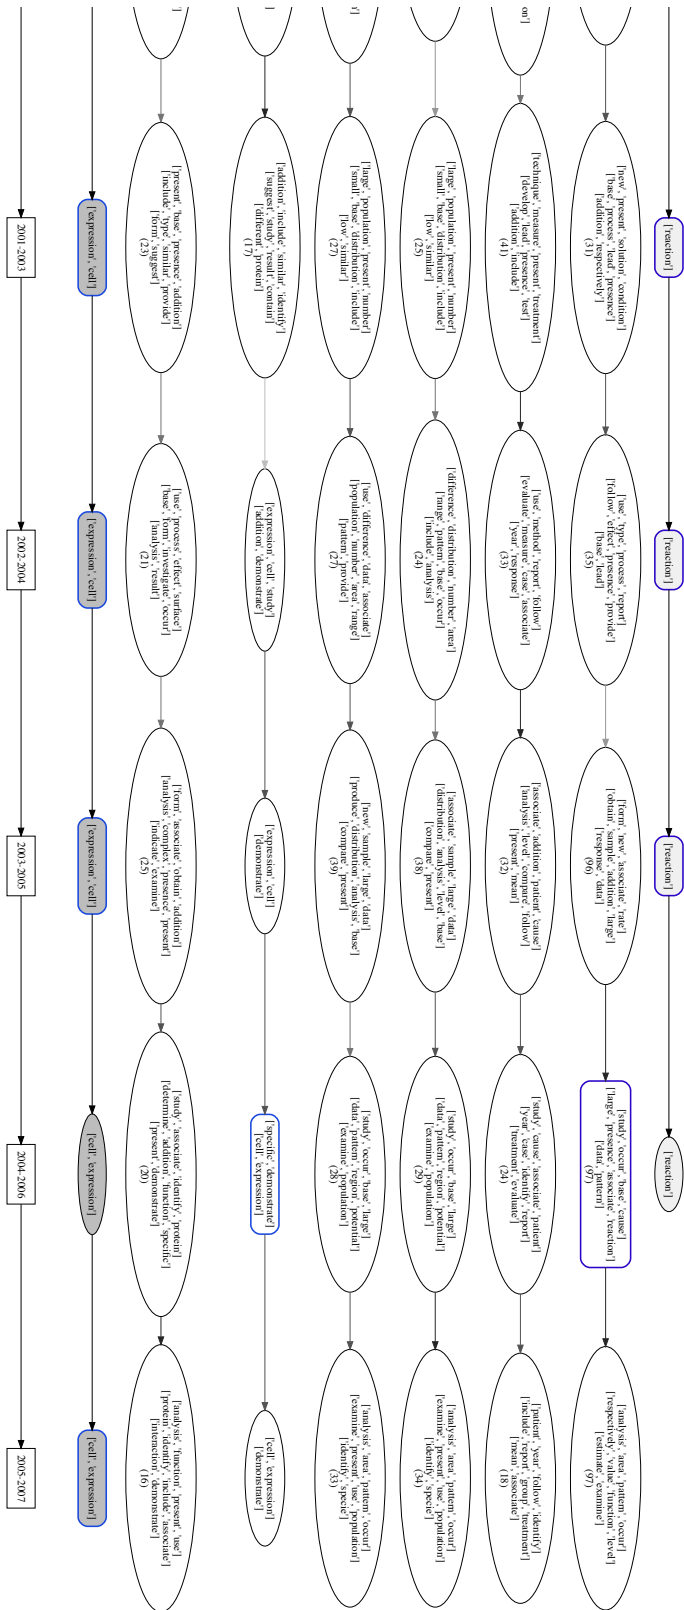 ['reaction']
['reaction']
['reaction']
['reaction']
['new', 'present', 'solution', 'condition']
['base', 'process', 'lead', 'presence']
['addition', 'respectively']
(31)
['use', 'type', 'process', 'report']
['follow', 'effect', 'presence', 'provide']
['base', 'lead']
(35)
['form', 'new', 'associate', 'rate']
['obtain', 'sample', 'addition', 'large']
['response', 'data']
(96)
['study', 'occur', 'base', 'cause']
['large', 'presence', 'associate', 'reaction']
['data', 'pattern']
(97)
['analysis', 'area', 'pattern', 'occur']
['respectively', 'value', 'function', 'level']
['estimate', 'examine']
(97)
on']
['technique', 'measure', 'present', 'treatment']
['develop', 'lead', 'presence', 'test']
['addition', 'include']
(41)
['use', 'method', 'report', 'follow']
['evaluate', 'measure', 'case', 'associate']
['year', 'response']
(33)
['associate', 'addition', 'patient', 'cause']
['analysis', 'level', 'compare', 'follow']
['present', 'mean']
(32)
['study', 'cause', 'associate', 'patient']
['year', 'case', 'identify', 'report']
['treatment', 'evaluate']
(24)
['patient', 'year', 'follow', 'identify']
['include', 'report', 'group', 'treatment']
['mean', 'associate']
(18)
['large', 'population', 'present', 'number']
['small', 'base', 'distribution', 'include']
['low', 'similar']
(25)
['difference', 'distribution', 'number', 'area']
['range', 'pattern', 'base', 'occur']
['include', 'analysis']
(24)
['associate', 'sample', 'large', 'data']
['distribution', 'analysis', 'level', 'base']
['compare', 'present']
(38)
['study', 'occur', 'base', 'large']
['data', 'pattern', 'region', 'potential']
['examine', 'population']
(29)
['analysis', 'area', 'pattern', 'occur']
['examine', 'present', 'use', 'population']
['identify', 'specie']
(34)
['large', 'population', 'present', 'number']
['small', 'base', 'distribution', 'include']
['low', 'similar']
(27)
['use', 'difference', 'data', 'associate']
['population', 'number', 'area', 'range']
['pattern', 'provide']
(27)
['new', 'sample', 'large', 'data']
['produce', 'distribution', 'analysis', 'base']
['compare', 'present']
(39)
['study', 'occur', 'base', 'large']
['data', 'pattern', 'region', 'potential']
['examine', 'population']
(28)
['analysis', 'area', 'pattern', 'occur']
['examine', 'present', 'use', 'population']
['identify', 'specie']
(33)
['addition', 'include', 'similar', 'identify']
['suggest', 'study', 'result', 'contain']
['different', 'protein']
(17)
['expression', 'cell', 'study']
['addition', 'demonstrate']
['expression', 'cell']
['demonstrate']
['specific', 'demonstrate']
['cell', 'expression']
['cell', 'expression']
['demonstrate']
['present', 'base', 'presence', 'addition']
['include', 'type', 'similar', 'provide']
['form', 'suggest']
(23)
['use', 'process', 'effect', 'surface']
['base', 'form', 'investigate', 'occur']
['analysis', 'result']
(21)
['form', 'associate', 'obtain', 'addition']
['analysis', 'complex', 'presence', 'present']
['indicate', 'examine']
(25)
['study', 'associate', 'identify', 'protein']
['determine', 'addition', 'function', 'specific']
['present', 'demonstrate']
(20)
['analysis', 'function', 'present', 'use']
['protein', 'identify', 'include', 'associate']
['interaction', 'demonstrate']
(16)
['expression', 'cell']
['expression', 'cell']
['expression', 'cell']
['cell', 'expression']
['cell', 'expression']
2001-2003
2002-2004
2003-2005
2004-2006
2005-2007